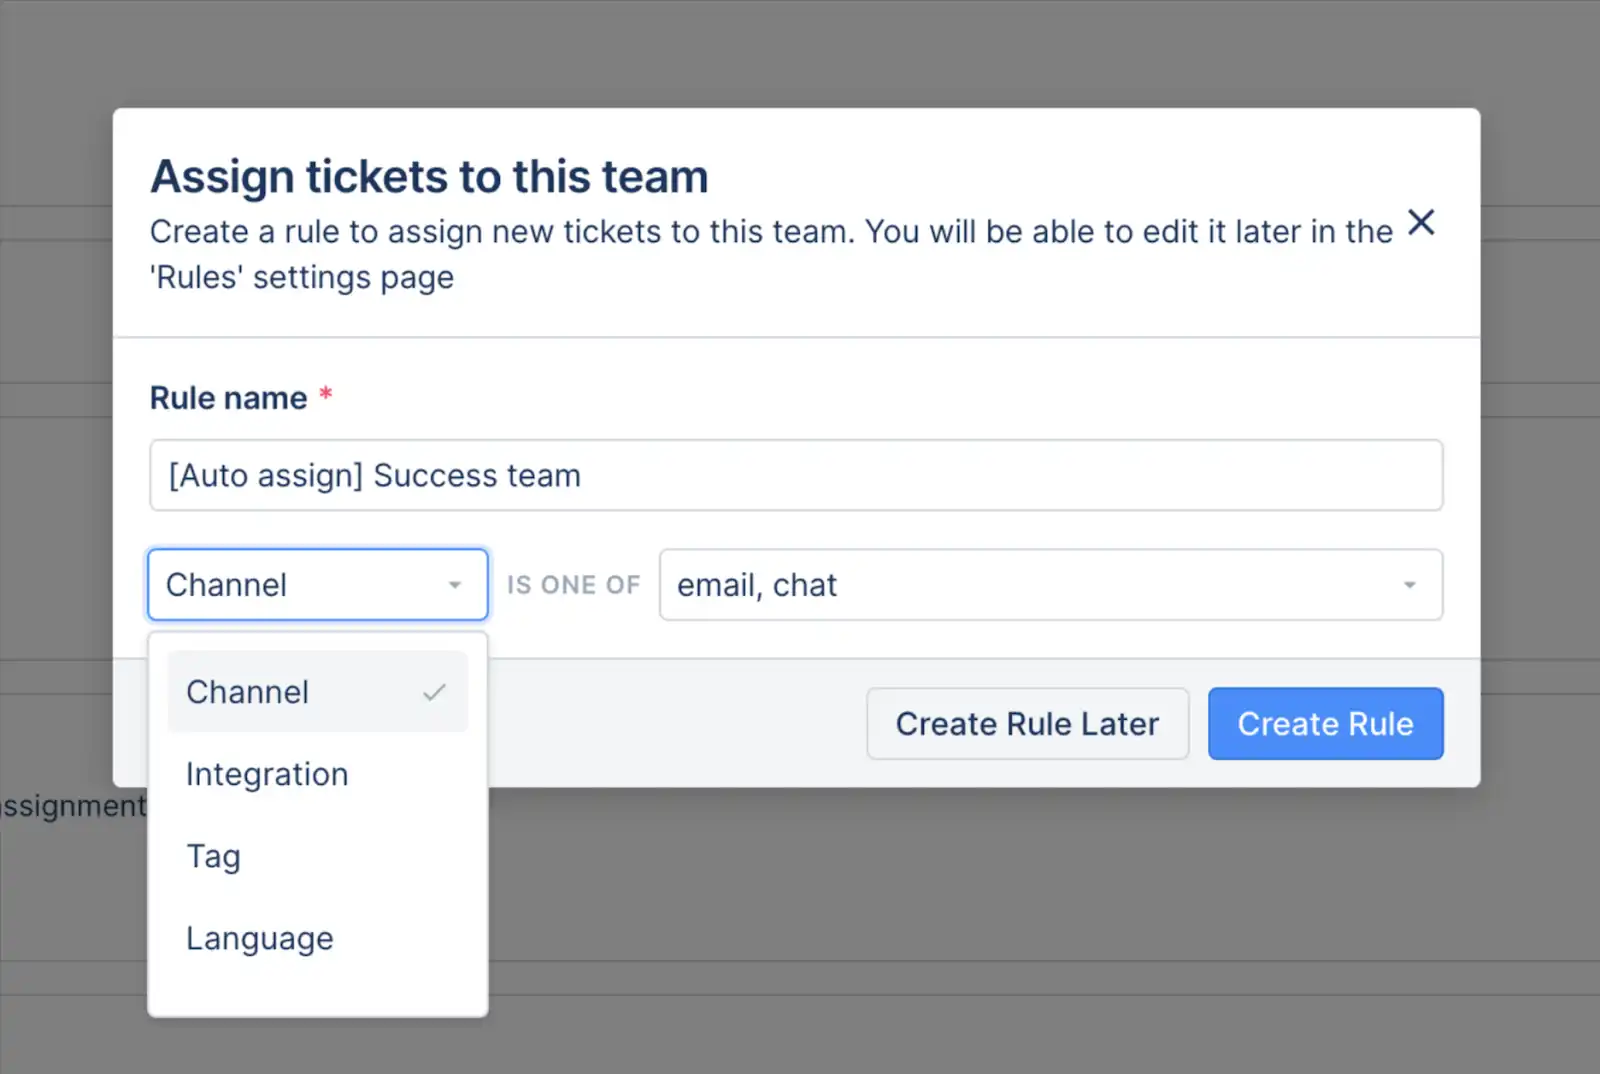 Assign tickets to this team
Create a rule to assign new tickets to this team. You will be able to edit it later in the
'Rules' settings page
Rule name *
[Auto assign] Success team
Channel IS ONE OF email, chat
Channel
Integration
Tag
Language
Create Rule Later Create Rule